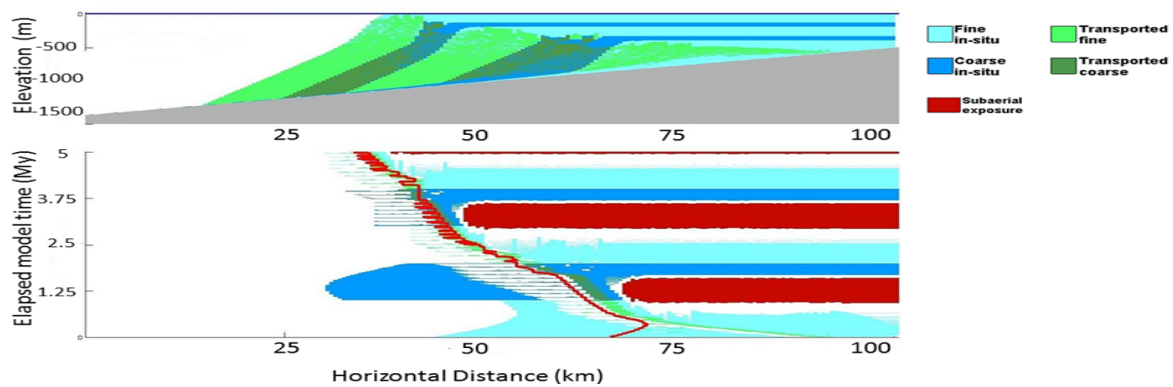 Elevation (m)
0
-500
-1000
-1500
25
50
75
100
Fine
in-situ
Transported
fine
Coarse
in-situ
Transported
coarse
Subaerial
exposure
Elapsed model time (My)
5
3.75
2.5
1.25
0
25
50
75
100
Horizontal Distance (km)